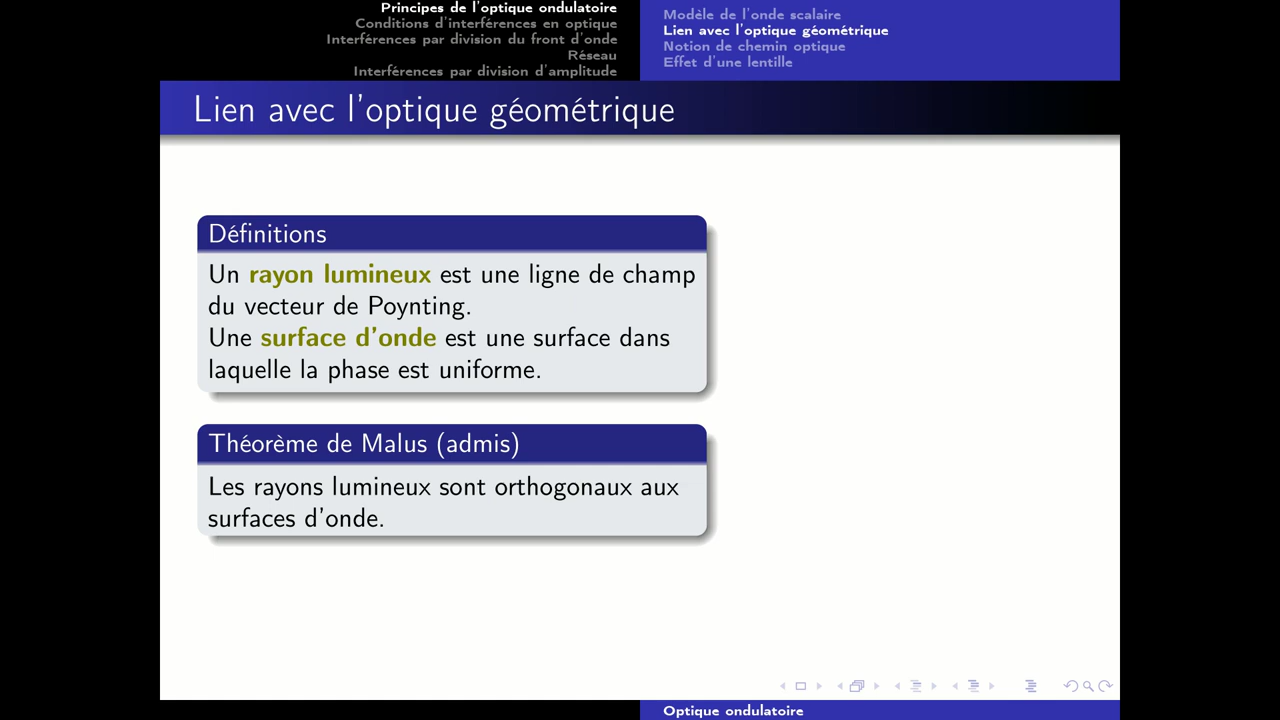 Principes de l'optique ondulatoire
Conditions d'interférences en optique
Interférences par division du front d'onde
Réseau
Interférences par division d'amplitude
Modèle de l'onde scalaire
Lien avec l'optique géométrique
Notion de chemin optique
Effet d'une lentille
Lien avec l'optique géométrique
Définitions
Un rayon lumineux est une ligne de champ
du vecteur de Poynting.
Une surface d'onde est une surface dans
laquelle la phase est uniforme.
Théorème de Malus (admis)
Les rayons lumineux sont orthogonaux aux
surfaces d'onde.
Optique ondulatoire